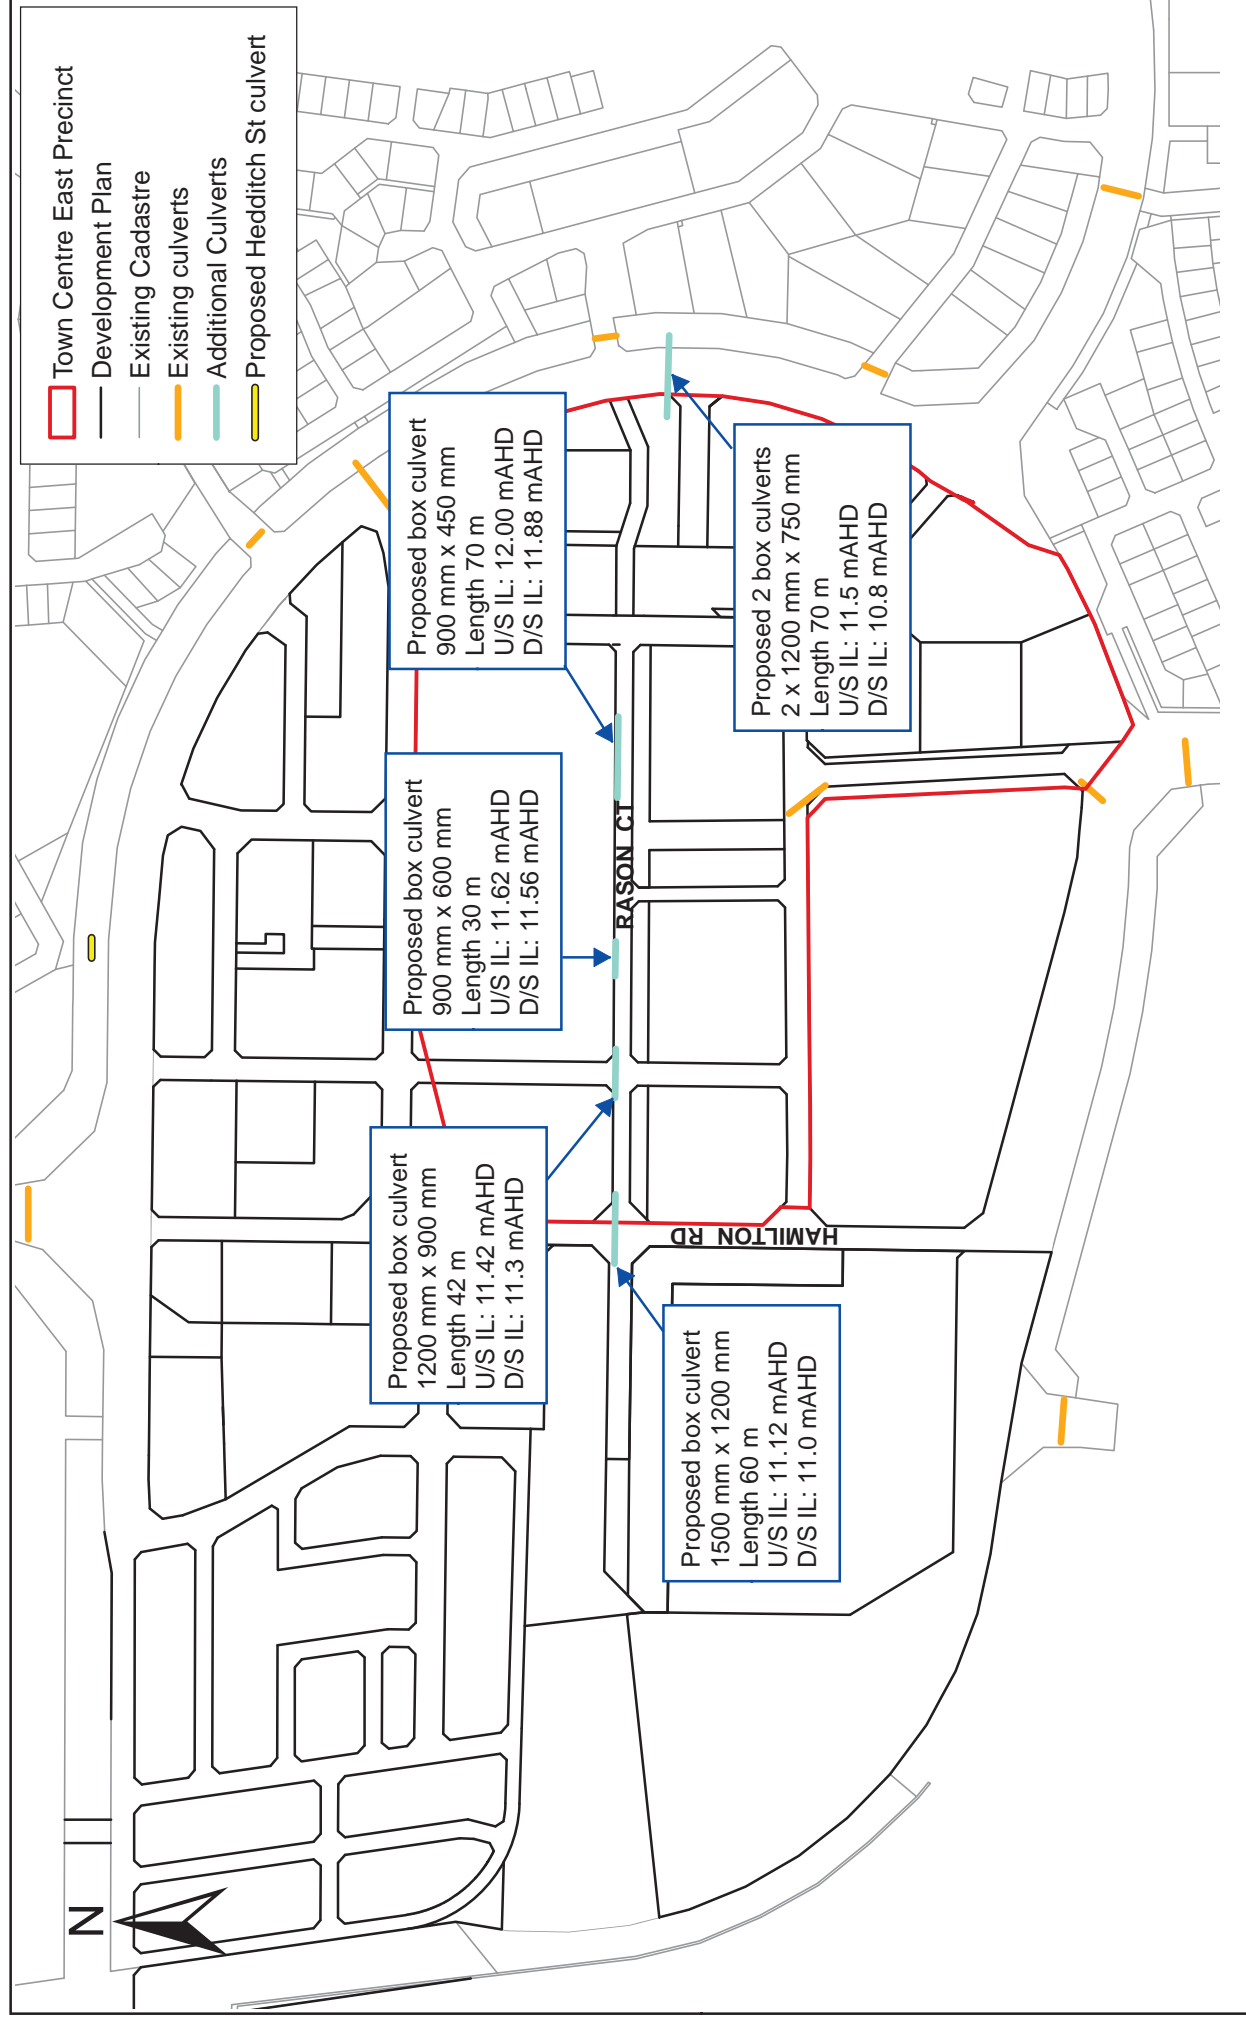 Town Centre East Precinct
Development Plan
Existing Cadastre
Existing culverts
Additional Culverts
Proposed Hedditch St culvert
Proposed box culvert
900 mm x 450 mm
Length 70 m
U/S IL: 12.00 mAHD
D/S IL: 11.88 mAHD
Proposed box culvert
900 mm x 600 mm
Length 30 m
U/S IL: 11.62 mAHD
D/S IL: 11.56 mAHD
Proposed box culvert
1200 mm x 900 mm
Length 42 m
U/S IL: 11.42 mAHD
D/S IL: 11.3 mAHD
Proposed box culvert
1500 mm x 1200 mm
Length 60 m
U/S IL: 11.12 mAHD
D/S IL: 11.0 mAHD
Proposed 2 box culverts
2 x 1200 mm x 750 mm
Length 70 m
U/S IL: 11.5 mAHD
D/S IL: 10.8 mAHD
RASON CT
HAMILTON RD
N